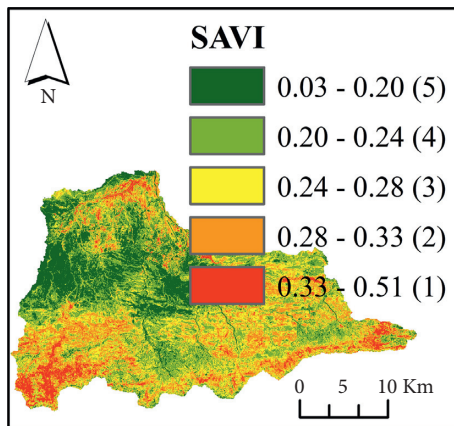 SAVI
N
0.03 - 0.20 (5)
0.20 - 0.24 (4)
0.24 - 0.28 (3)
0.28 - 0.33 (2)
0.33 - 0.51 (1)
0 5 10 Km